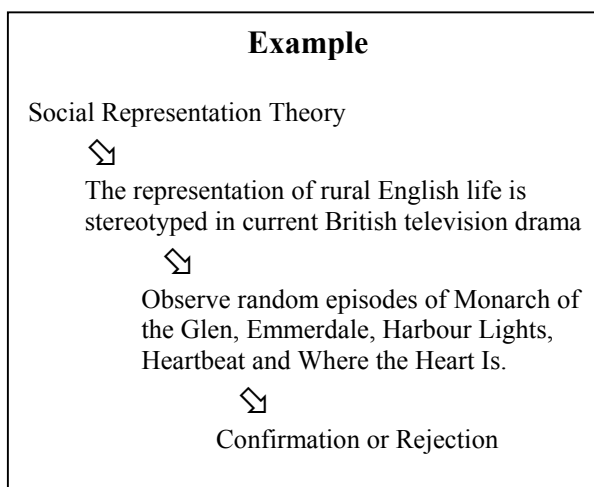 Example
Social Representation Theory
The representation of rural English life is
stereotyped in current British television drama
Observe random episodes of Monarch of
the Glen, Emmerdale, Harbour Lights,
Heartbeat and Where the Heart Is.
Confirmation or Rejection